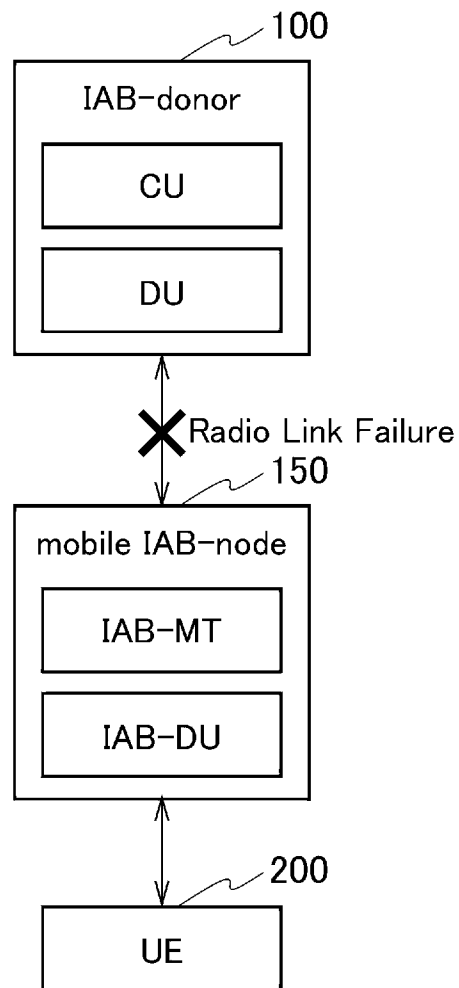 100
IAB-donor
CU
DU
Radio Link Failure
150
mobile IAB-node
IAB-MT
IAB-DU
200
UE